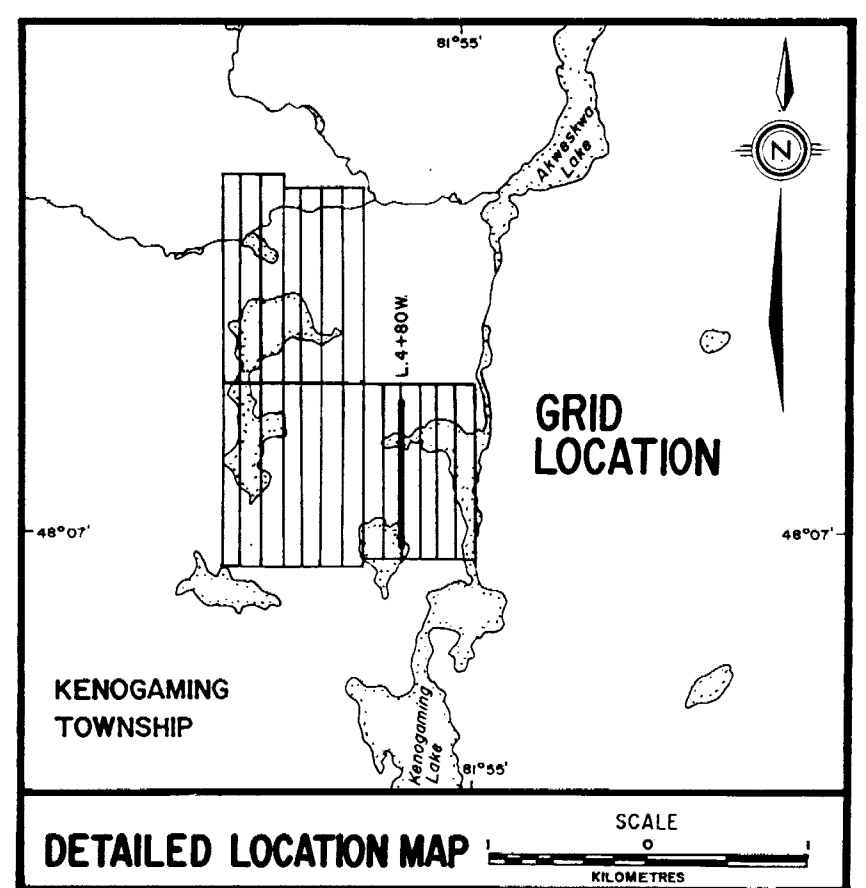 81°55'
Akweskwa
Lake
N
L.4+80W.
GRID
LOCATION
48°07'
48°07'
KENOGAMING
TOWNSHIP
Kenogaming
Lake
81°55'
DETAILED LOCATION MAP
SCALE
1 0 1
KILOMETRES